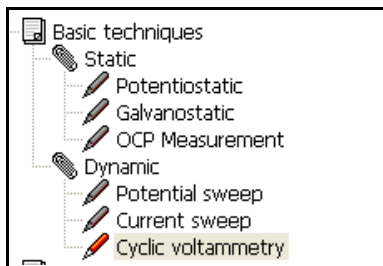 Basic techniques
Static
Potentiostatic
Galvanostatic
OCP Measurement
Dynamic
Potential sweep
Current sweep
Cyclic voltammetry